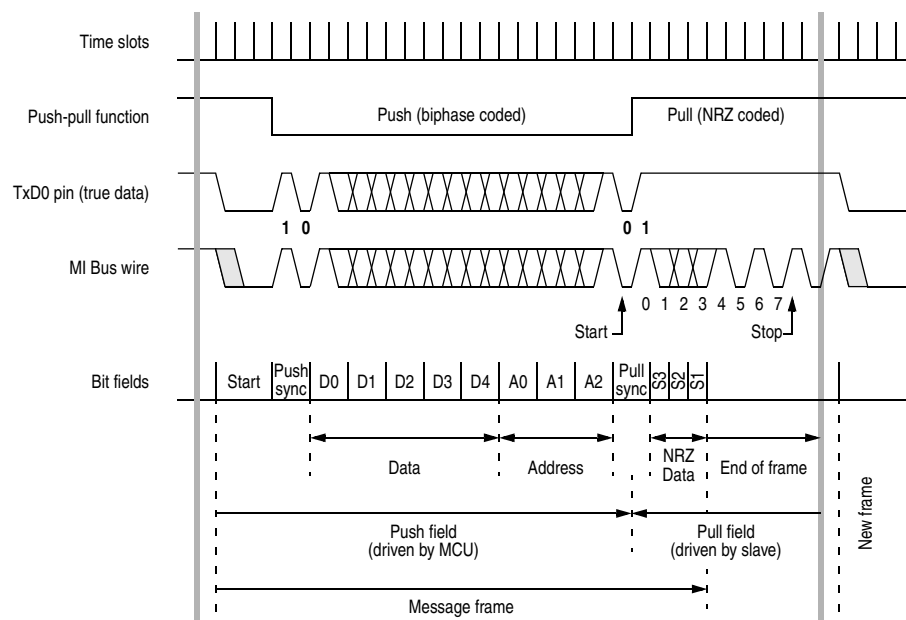 Time slots
Push-pull function
Push (biphase coded)
Pull (NRZ coded)
TxD0 pin (true data)
1 0
0 1
MI Bus wire
0 1 2 3 4 5 6 7
Start
Stop
Bit fields
Start
Push
sync
D0
D1
D2
D3
D4
A0
A1
A2
Pull
sync
S3
S2
S1
Data
Address
NRZ
Data
End of frame
Push field
(driven by MCU)
Pull field
(driven by slave)
New frame
Message frame